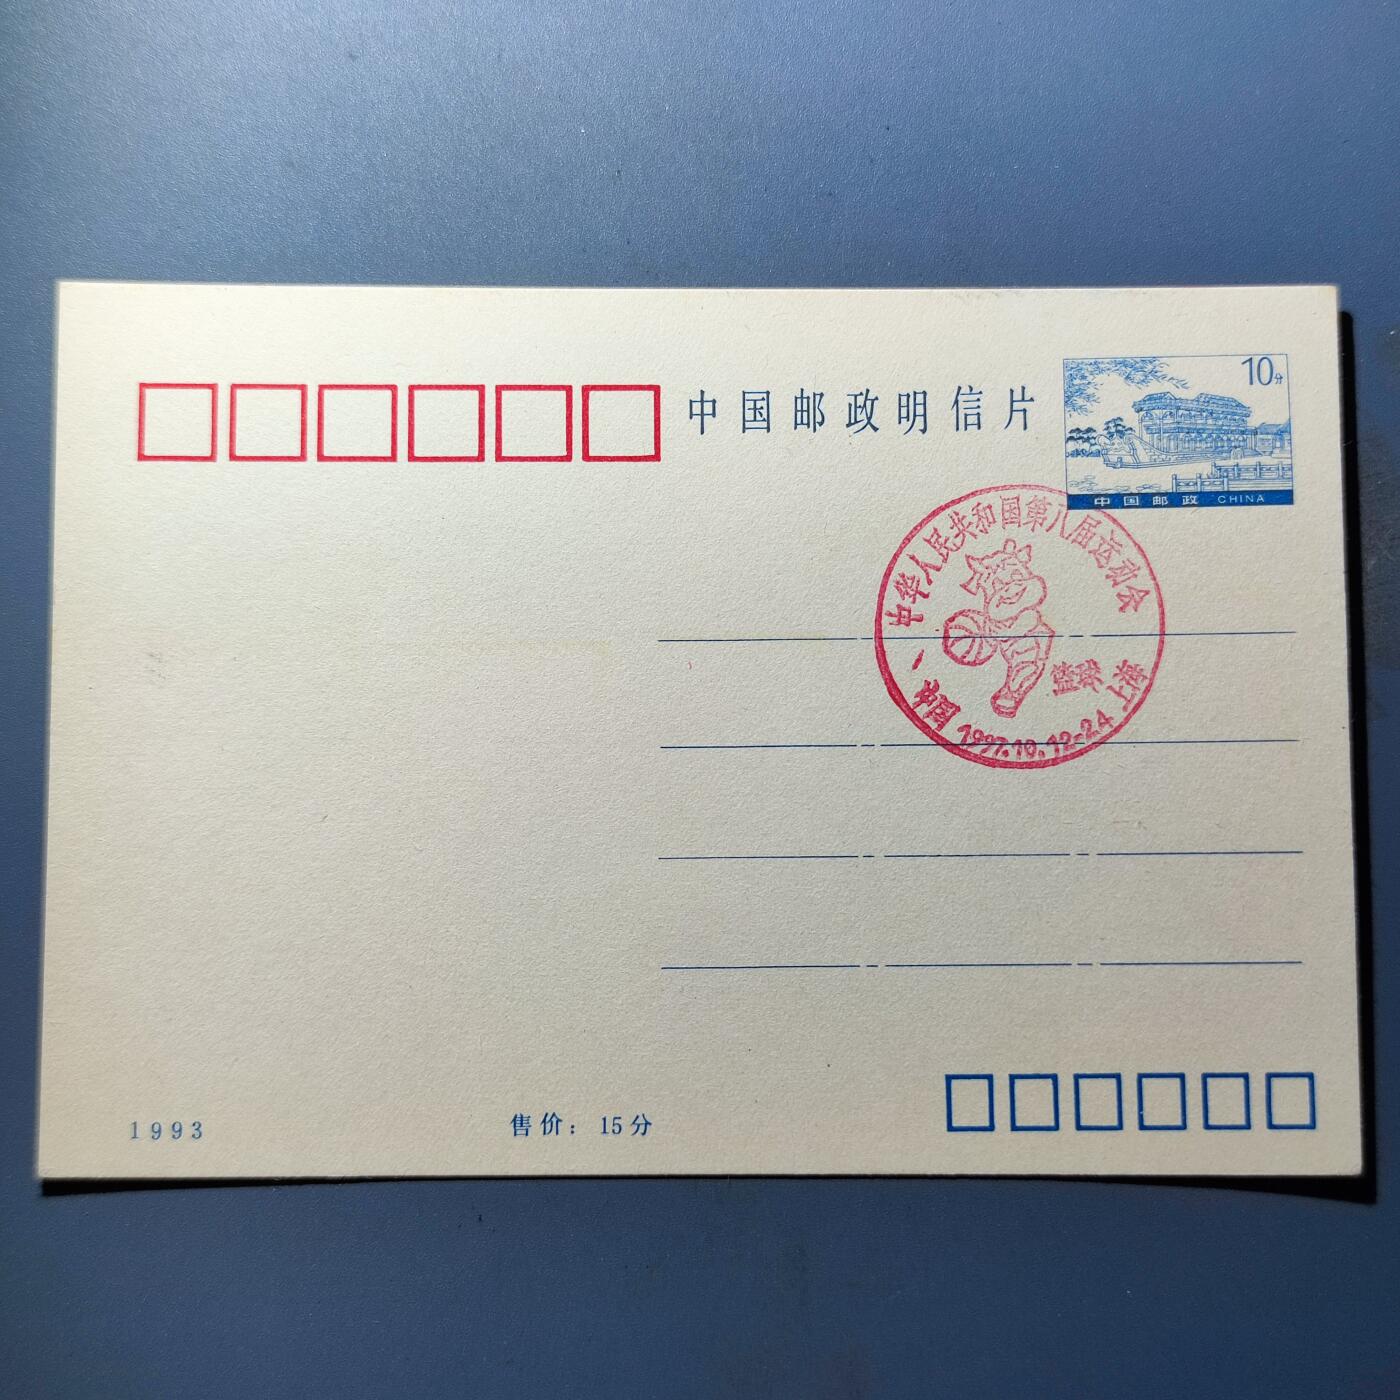 中国邮政明信片
10分
中国邮政 CHINA
中华人民共和国第八届运动会
篮球
中国 1997.10.12-24 上海
1993
售价：15分